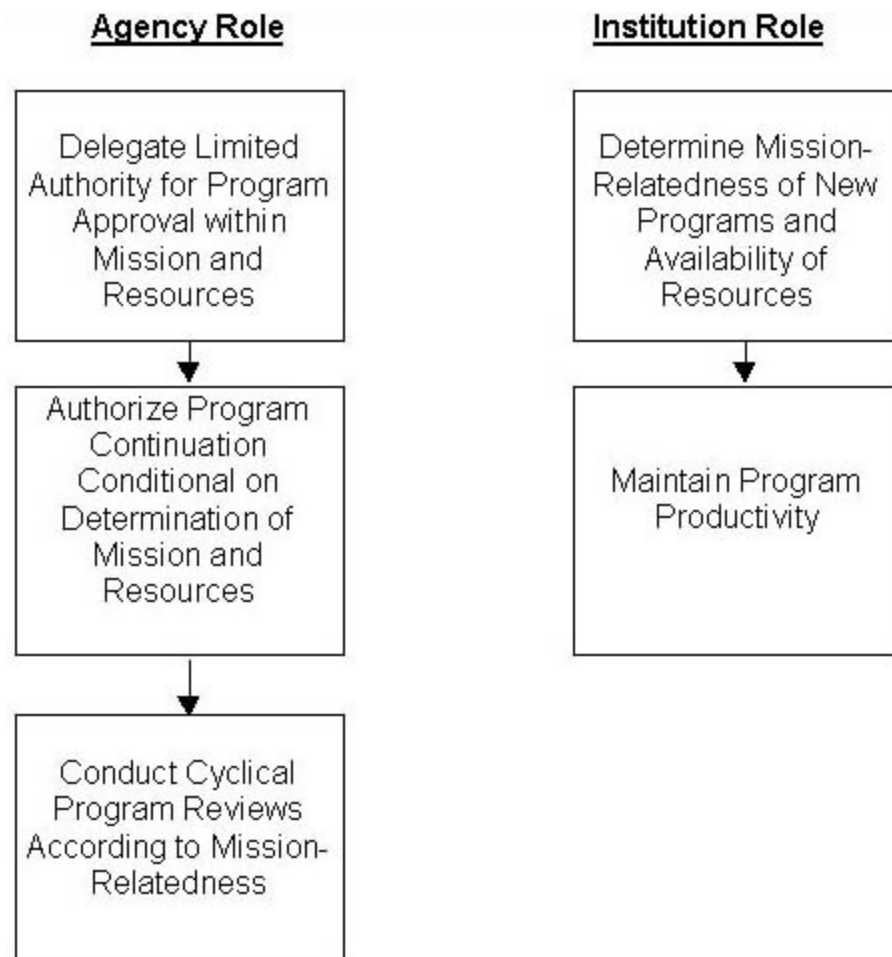 Agency Role
Delegate Limited
Authority for Program
Approval within
Mission and
Resources
Authorize Program
Continuation
Conditional on
Determination of
Mission and
Resources
Conduct Cyclical
Program Reviews
According to Mission-
Relatedness
Institution Role
Determine Mission-
Relatedness of New
Programs and
Availability of
Resources
Maintain Program
Productivity